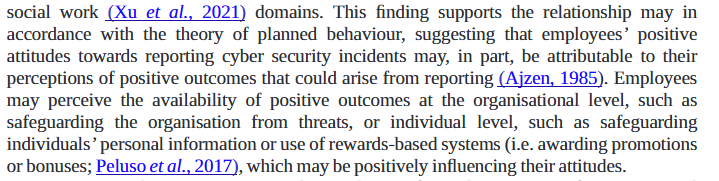 social work (Xu et al., 2021) domains. This finding supports the relationship may in
accordance with the theory of planned behaviour, suggesting that employees’ positive
attitudes towards reporting cyber security incidents may, in part, be attributable to their
perceptions of positive outcomes that could arise from reporting (Ajzen, 1985). Employees
may perceive the availability of positive outcomes at the organisational level, such as
safeguarding the organisation from threats, or individual level, such as safeguarding
individuals’ personal information or use of rewards-based systems (i.e. awarding promotions
or bonuses; Peluso et al., 2017), which may be positively influencing their attitudes.